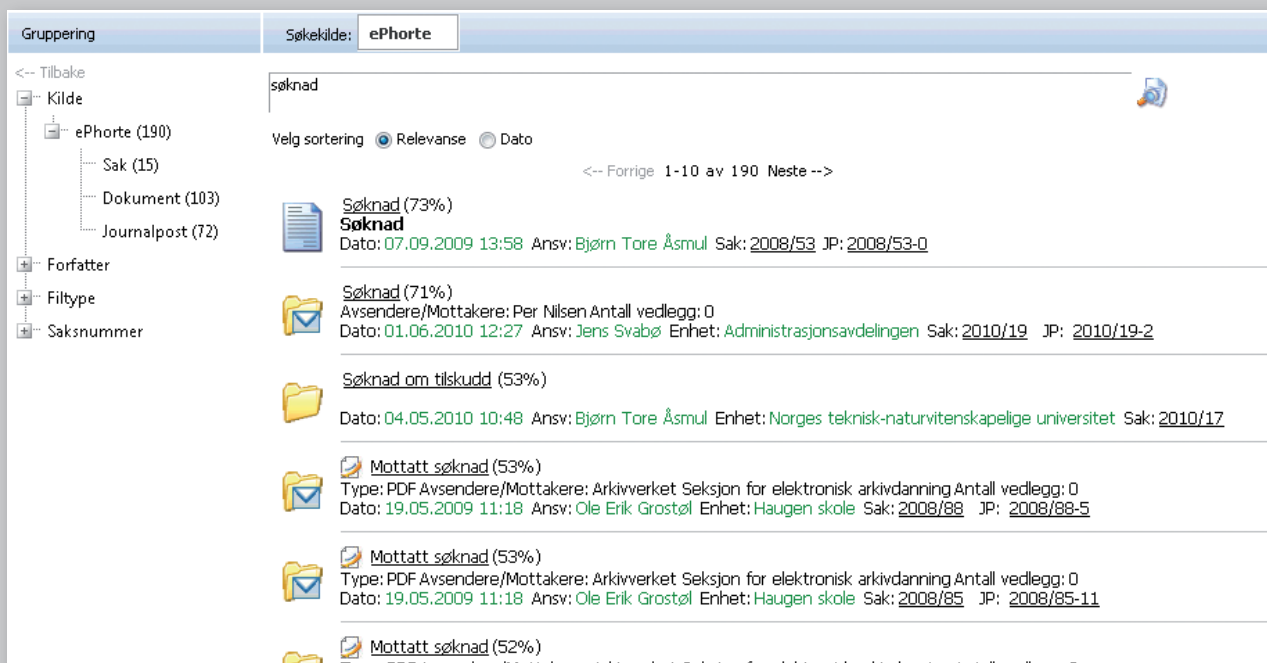 Gruppering
Søkekilde: ePhorte
<-- Tilbake
Kilde
ePhorte (190)
Sak (15)
Dokument (103)
Journalpost (72)
Forfatter
Filtype
Saksnummer
søknad
Velg sortering Relevanse Dato
<-- Forrige 1-10 av 190 Neste -->
Søknad (73%)
Søknad
Dato: 07.09.2009 13:58 Ansv: Bjørn Tore Åsmul Sak: 2008/53 JP: 2008/53-0
Søknad (71%)
Avsendere/Mottakere: Per Nilsen Antall vedlegg: 0
Dato: 01.06.2010 12:27 Ansv: Jens Svabø Enhet: Administrasjonsavdelingen Sak: 2010/19 JP: 2010/19-2
Søknad om tilskudd (53%)
Dato: 04.05.2010 10:48 Ansv: Bjørn Tore Åsmul Enhet: Norges teknisk-naturvitenskapelige universitet Sak: 2010/17
Mottatt søknad (53%)
Type: PDF Avsendere/Mottakere: Arkivverket Seksjon for elektronisk arkivdanning Antall vedlegg: 0
Dato: 19.05.2009 11:18 Ansv: Ole Erik Grostøl Enhet: Haugen skole Sak: 2008/88 JP: 2008/88-5
Mottatt søknad (53%)
Type: PDF Avsendere/Mottakere: Arkivverket Seksjon for elektronisk arkivdanning Antall vedlegg: 0
Dato: 19.05.2009 11:18 Ansv: Ole Erik Grostøl Enhet: Haugen skole Sak: 2008/85 JP: 2008/85-11
Mottatt søknad (52%)